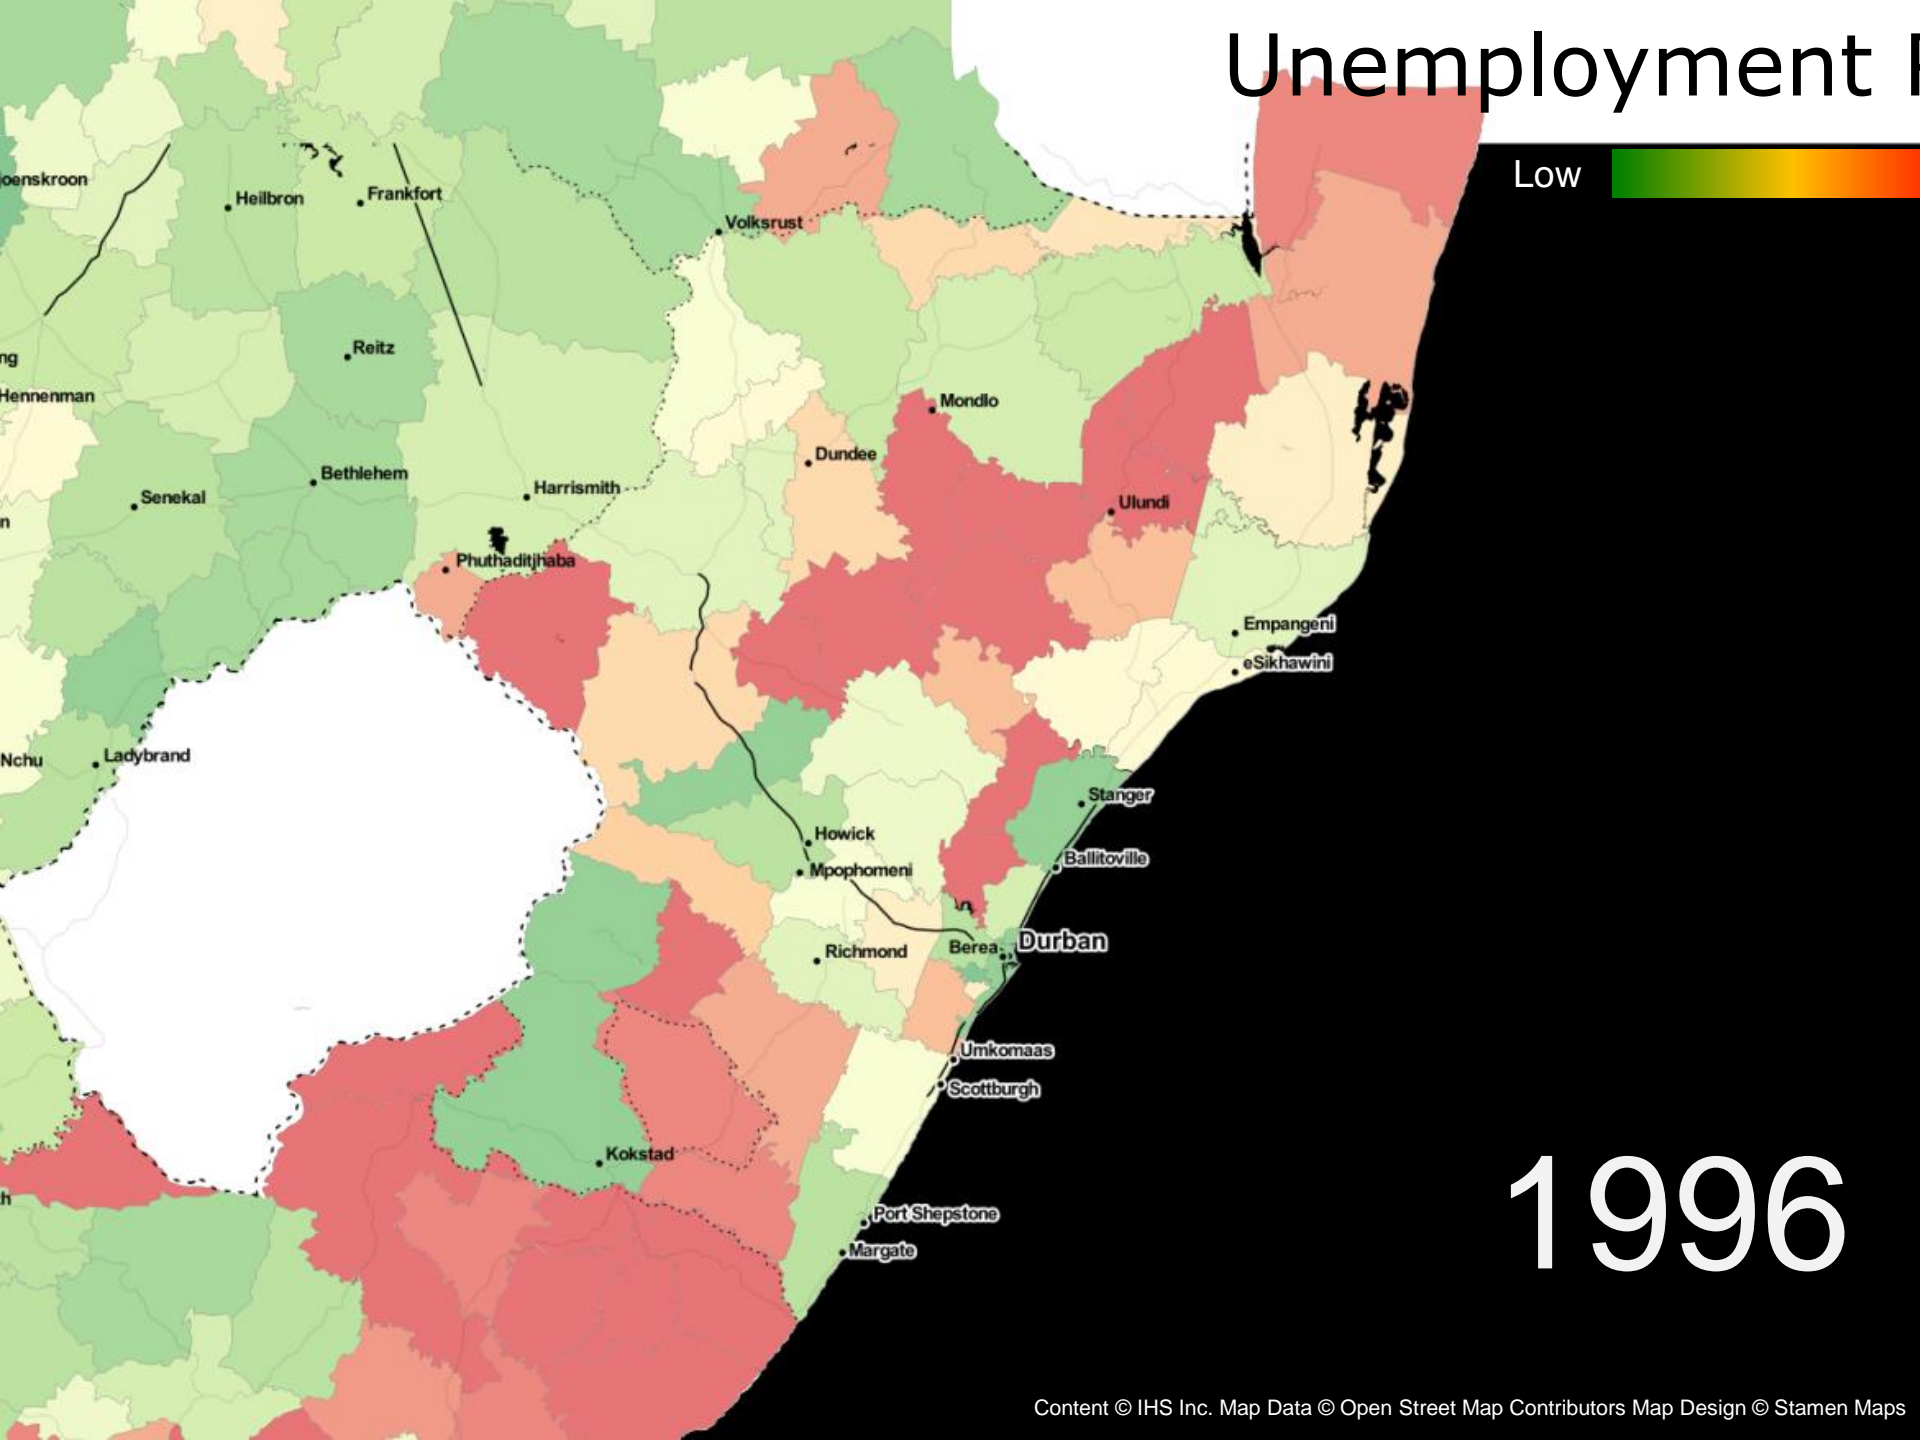 Unemployment
Low
joenskroon
Heilbron
Frankfort
Volksrust
Reitz
ng
Hennenman
Mondlo
Dundee
Bethlehem
Harrismith
Senekal
Ulundi
n
Phuthaditjhaba
Empangeni
eSikhawini
Ladybrand
Nchu
Stanger
Howick
Ballitoville
Mpophomeni
Durban
Berea
Richmond
Umkomaas
Scottburgh
Kokstad
1996
h
Port Shepstone
Margate
Content © IHS Inc. Map Data © Open Street Map Contributors Map Design © Stamen Maps